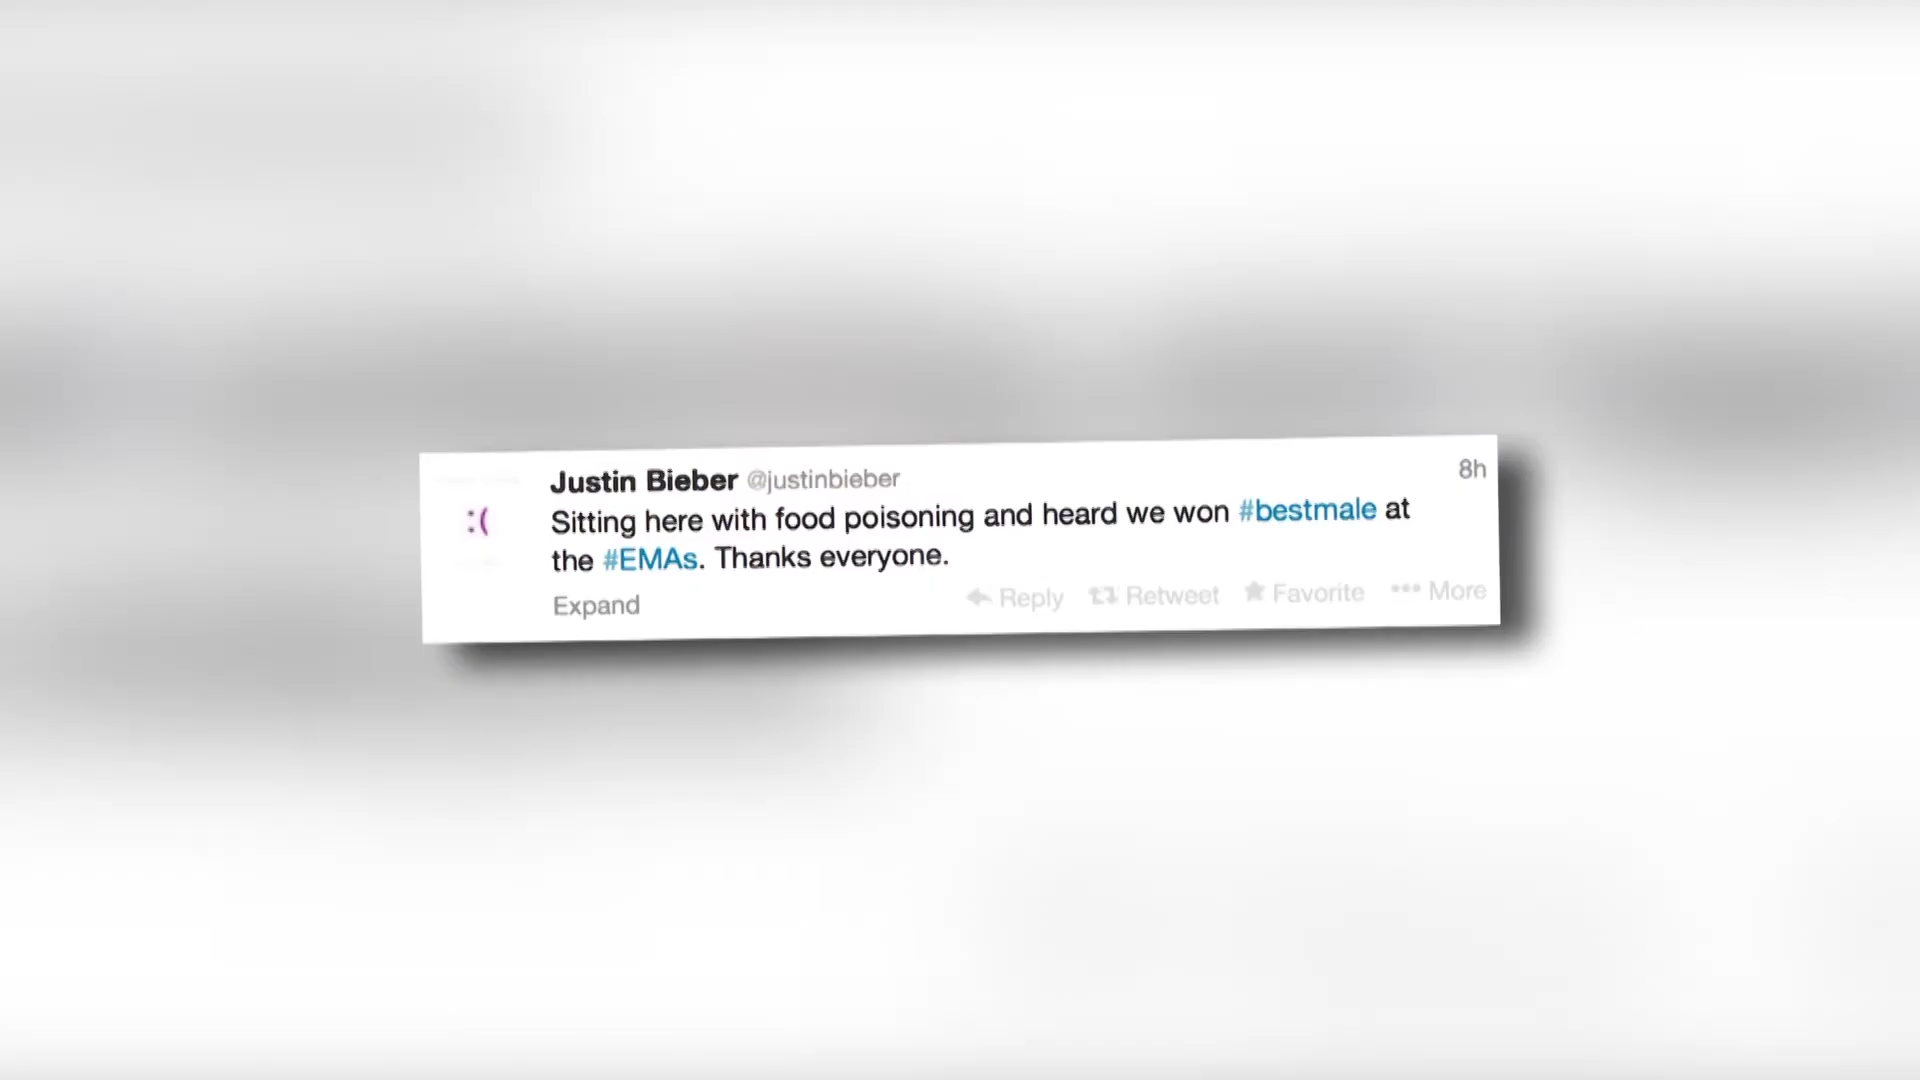 Justin Bieber @justinbieber 8h
:(
Sitting here with food poisoning and heard we won #bestmale at
the #EMAs. Thanks everyone.
Expand Reply Retweet Favorite More